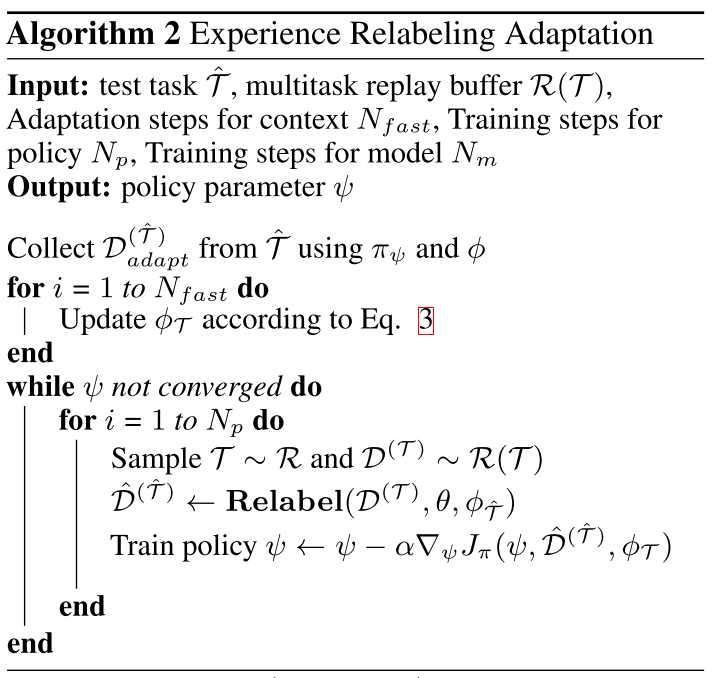 Algorithm 2 Experience Relabeling Adaptation
Input: test task $\hat{\mathcal{T}}$, multitask replay buffer $\mathcal{R}(\mathcal{T})$,
Adaptation steps for context $N_{fast}$, Training steps for
policy $N_p$, Training steps for model $N_m$
Output: policy parameter $\psi$
Collect $\mathcal{D}_{adapt}^{(\hat{\mathcal{T}})}$ from $\hat{\mathcal{T}}$ using $\pi_\psi$ and $\phi$
for $i$ = 1 to $N_{fast}$ do
Update $\phi_{\mathcal{T}}$ according to Eq. 3
end
while $\psi$ not converged do
for $i$ = 1 to $N_p$ do
Sample $\mathcal{T} \sim \mathcal{R}$ and $\mathcal{D}^{(\mathcal{T})} \sim \mathcal{R}(\mathcal{T})$
$\hat{\mathcal{D}}^{(\hat{\mathcal{T}})} \leftarrow \textbf{Relabel}(\mathcal{D}^{(\mathcal{T})}, \theta, \phi_{\hat{\mathcal{T}}})$
Train policy $\psi \leftarrow \psi - \alpha \nabla_\psi J_\pi(\psi, \hat{\mathcal{D}}^{(\hat{\mathcal{T}})}, \phi_{\mathcal{T}})$
end
end